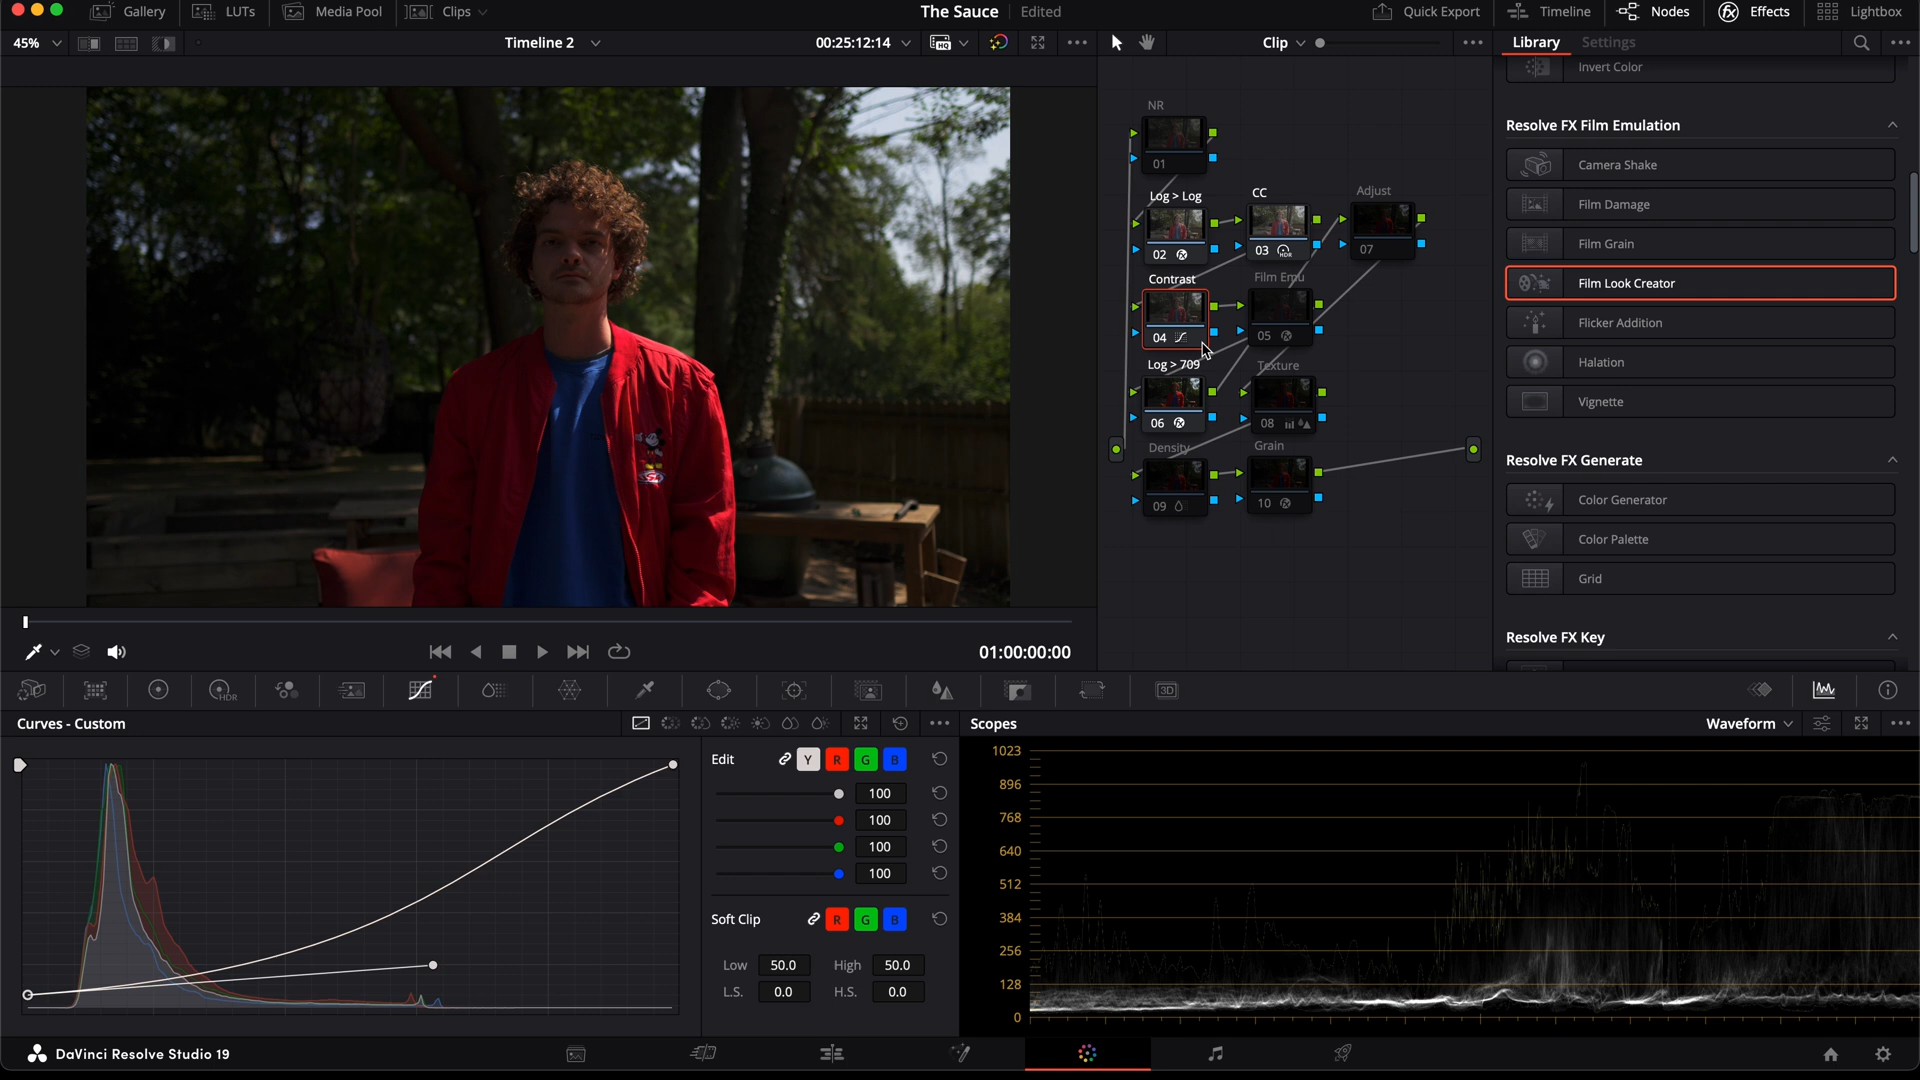 Gallery LUTs Media Pool Clips The Sauce Edited Quick Export Timeline Nodes Effects Lightbox
45% Timeline 2 00:25:12:14 HQ Clip Library Settings
Invert Color
Resolve FX Film Emulation
Camera Shake
Film Damage
Film Grain
Film Look Creator
Flicker Addition
Halation
Vignette
Resolve FX Generate
Color Generator
Color Palette
Grid
Resolve FX Key
NR
01
Log > Log CC Adjust
02 03 HDR 07
Contrast Film Emu
04 05
Log > 709 Texture
06 08
Density Grain
09 10
01:00:00:00
HDR 3D
Curves - Custom
Edit Y R G B
100
100
100
100
Soft Clip R G B
Low 50.0 High 50.0
L.S. 0.0 H.S. 0.0
Scopes Waveform
1023
896
768
640
512
384
256
128
0
DaVinci Resolve Studio 19